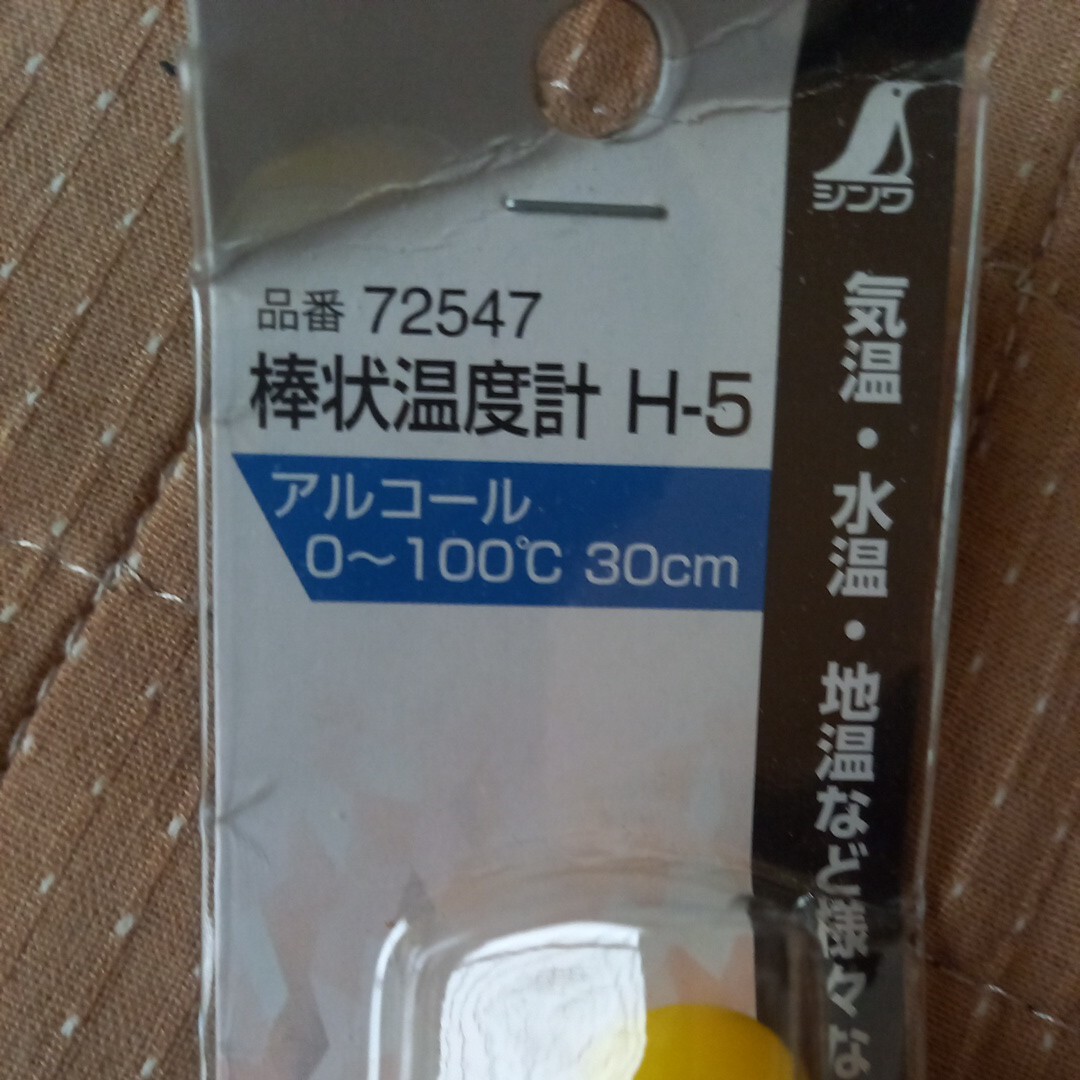 シンワ
品番 72547
棒状温度計 H-5
アルコール
0〜100℃ 30cm
気温・水温・地温など様々な